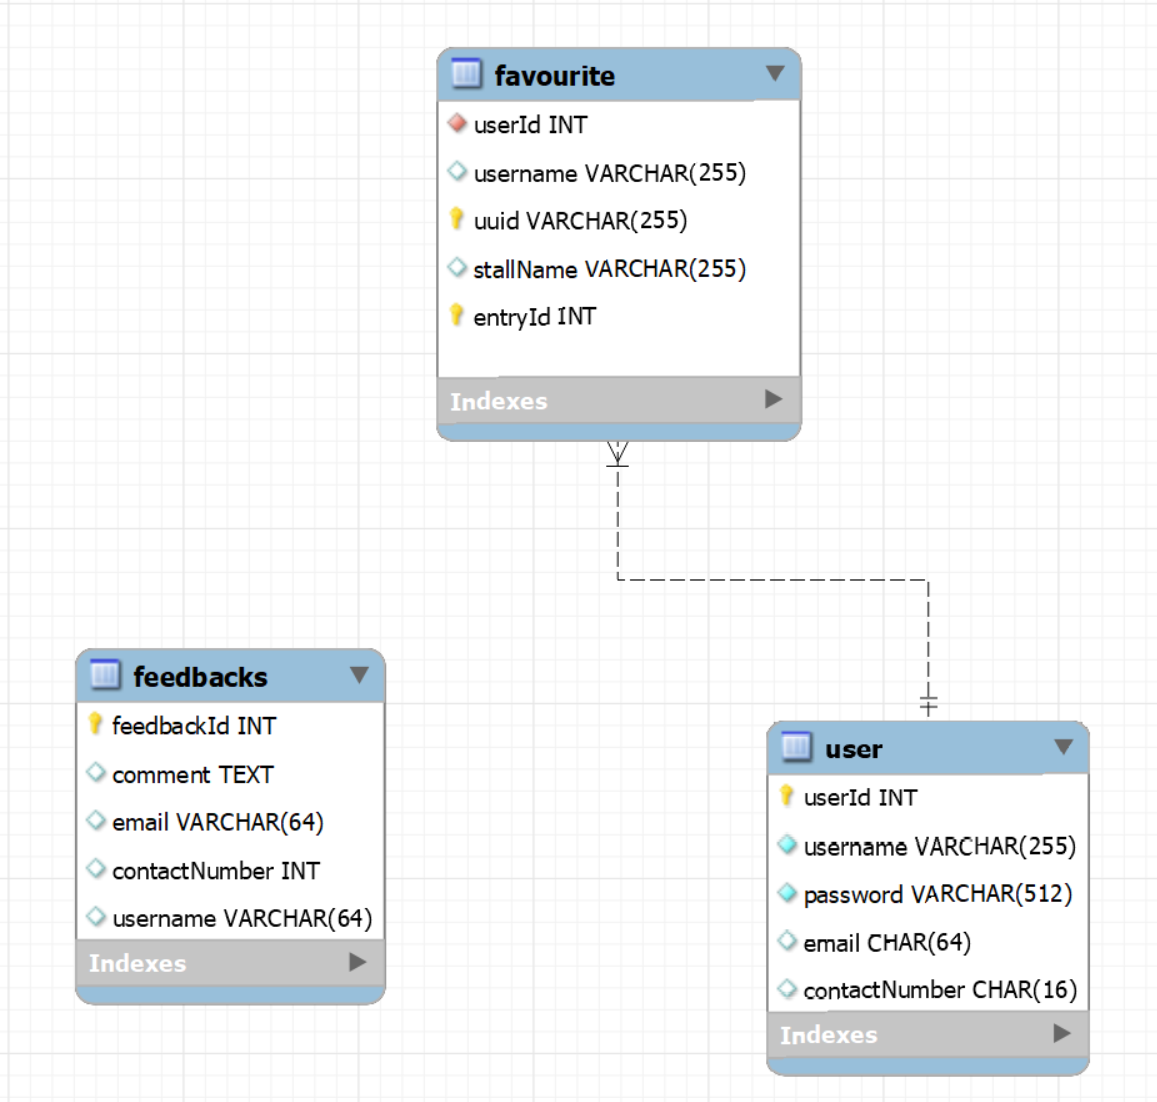 favourite
userId INT
username VARCHAR(255)
uuid VARCHAR(255)
stallName VARCHAR(255)
entryId INT
Indexes
feedbacks
feedbackId INT
comment TEXT
email VARCHAR(64)
contactNumber INT
username VARCHAR(64)
Indexes
user
userId INT
username VARCHAR(255)
password VARCHAR(512)
email CHAR(64)
contactNumber CHAR(16)
Indexes